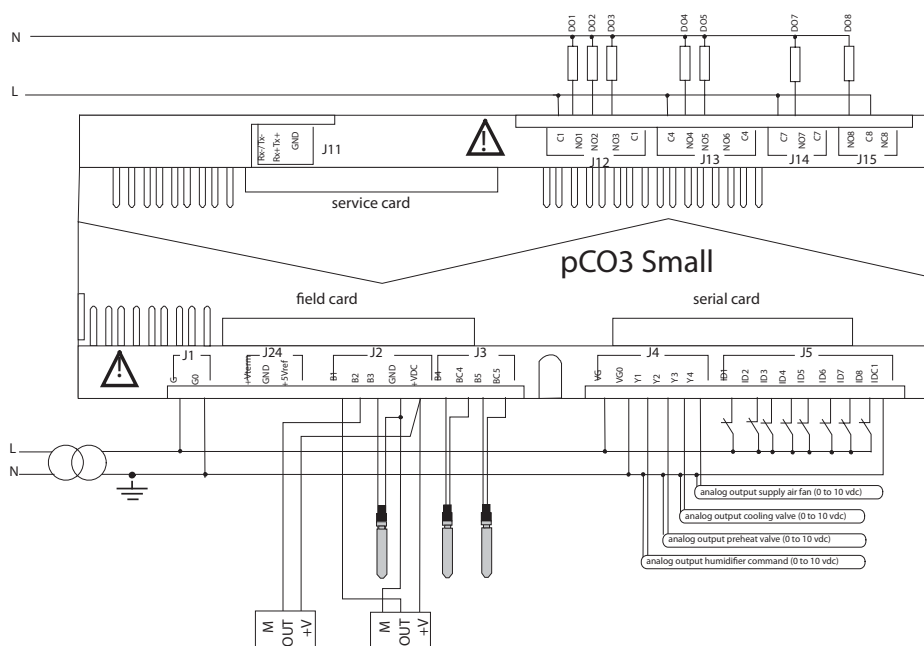 N
DO1
DO2
DO3
DO4
DO5
DO7
DO8
L
Rx-/Tx-
Rx+Tx+
GND
J11
C1
NO1
NO2
NO3
C1
C4
NO4
NO5
NO6
C4
C7
NO7
C7
NO8
C8
NC8
J12
J13
J14
J15
service card
pCO3 Small
field card
serial card
J1
J24
J2
J3
J4
J5
G
G0
+Vterm
GND
+5Vref
B1
B2
B3
GND
+VDC
B4
BC4
B5
BC5
VG
VG0
Y1
Y2
Y3
Y4
ID1
ID2
ID3
ID4
ID5
ID6
ID7
ID8
IDC1
L
N
analog output supply air fan (0 to 10 vdc)
analog output cooling valve (0 to 10 vdc)
analog output preheat valve (0 to 10 vdc)
analog output humidifier command (0 to 10 vdc)
M
OUT
+V
M
OUT
+V